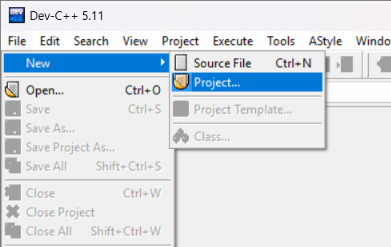 Dev-C++ 5.11
File Edit Search View Project Execute Tools AStyle Window
New
Source File Ctrl+N
Project...
Open... Ctrl+O
Project Template...
Save Ctrl+S
Save As...
Class...
Save Project As...
Save All Shift+Ctrl+S
Close Ctrl+W
Close Project
Close All Shift+Ctrl+W